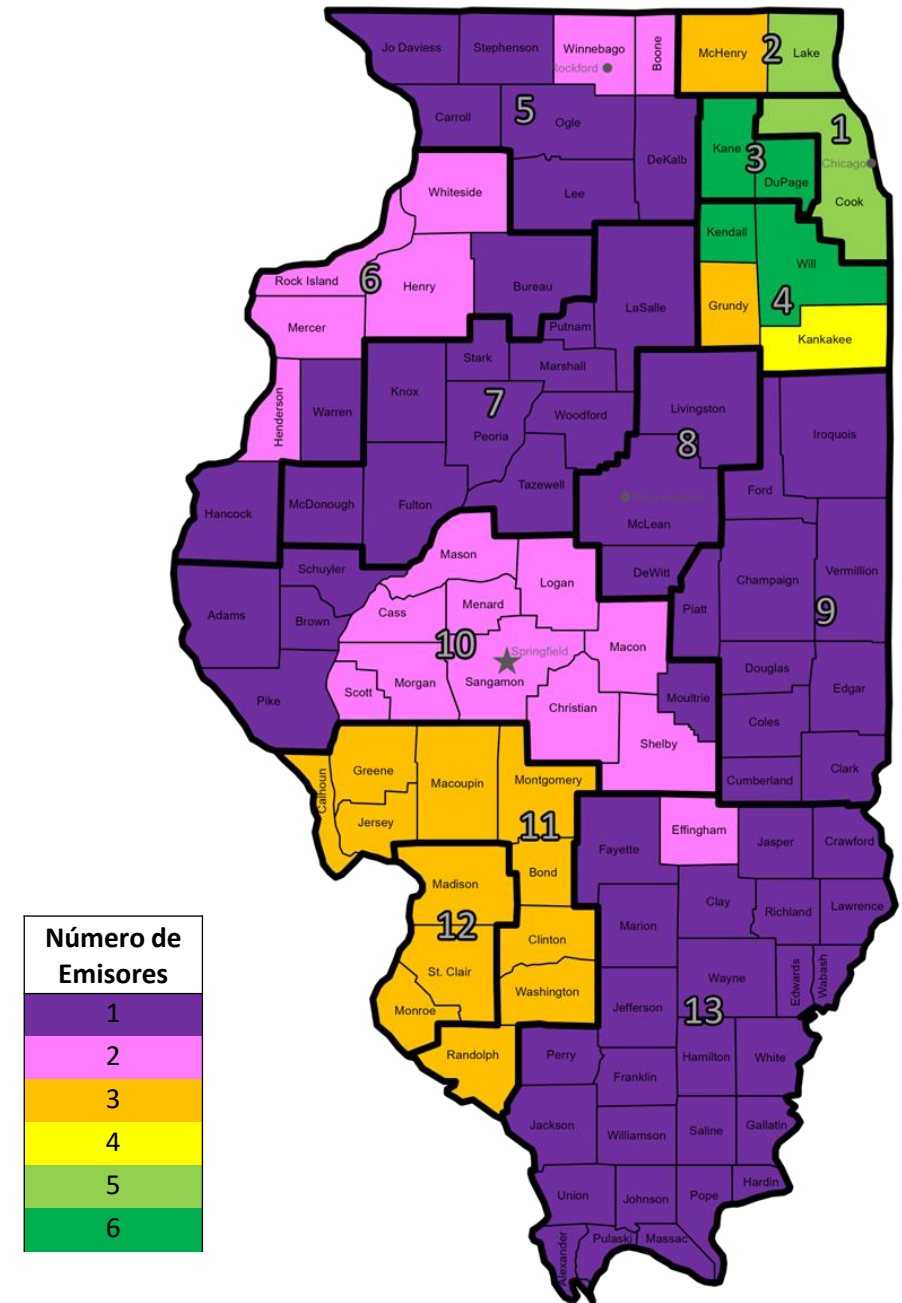 Jo Daviess
Stephenson
Winnebago
Rockford
Boone
McHenry
2
Lake
Carroll
5
Ogle
DeKalb
Kane
3
1
Chicago
DuPage
Cook
Whiteside
Lee
Kendall
Will
Rock Island
6
Henry
Bureau
LaSalle
Grundy
4
Mercer
Putnam
Kankakee
Stark
Marshall
Henderson
Warren
Knox
7
Peoria
Woodford
Livingston
8
Iroquois
Hancock
McDonough
Fulton
Tazewell
McLean
Ford
Mason
Logan
DeWitt
Schuyler
Adams
Brown
Cass
Menard
Piatt
Champaign
Vermillion
9
10
Springfield
Macon
Pike
Scott
Morgan
Sangamon
Christian
Moultrie
Douglas
Edgar
Coles
Shelby
Calhoun
Greene
Macoupin
Montgomery
Cumberland
Clark
Jersey
11
Fayette
Effingham
Jasper
Crawford
Madison
Bond
12
Clay
Richland
Lawrence
Marion
Clinton
St. Clair
Wayne
Edwards
Wabash
Washington
Monroe
Jefferson
13
Randolph
Perry
Hamilton
White
Franklin
Jackson
Williamson
Saline
Gallatin
Union
Johnson
Pope
Hardin
Alexander
Pulaski
Massac
Número de
Emisores
1
2
3
4
5
6